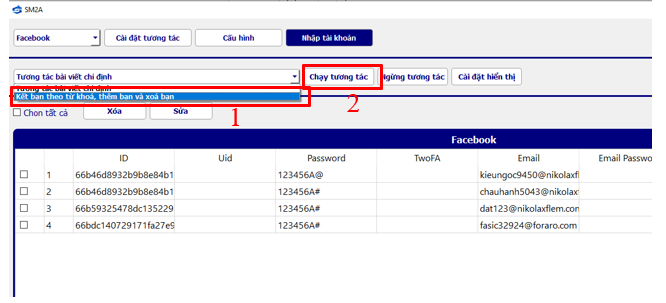 SM2A
Facebook Cài đặt tương tác Cấu hình Nhập tài khoản
Tương tác bài viết chỉ định Chạy tương tác Ngừng tương tác Cài đặt hiển thị
Tương tác bài viết chỉ định
Kết bạn theo từ khoá, thêm bạn và xoá bạn
1 2
Chọn tất cả Xóa Sửa
Facebook
ID Uid Password TwoFA Email Email Passwo
1 66b46d8932b9b8e84b1 123456A@ kieungoc9450@nikolaxfl
2 66b46d8932b9b8e84b1 123456A# chauhanh5043@nikolax
3 66b59325478dc135229 123456A# dat123@nikolaxflem.con
4 66bdc140729171fa27e9 123456A# fasic32924@foraro.com